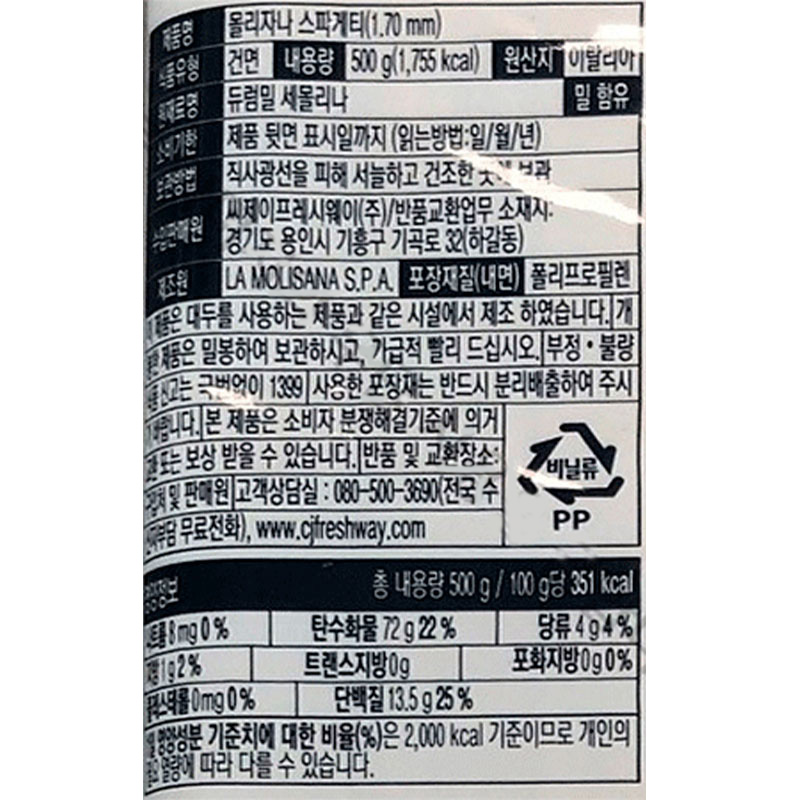 제품명 몰리자나 스파게티(1.70 mm)
식품유형 건면 내용량 500 g(1,755 kcal) 원산지 이탈리아
원재료명 듀럼밀 세몰리나 밀 함유
소비기한 제품 뒷면 표시일까지 (읽는방법:일/월/년)
보관방법 직사광선을 피해 서늘하고 건조한 곳에 보관
수입판매원 씨제이프레시웨이(주)/반품교환업무 소재지:
경기도 용인시 기흥구 기곡로 32(하갈동)
제조원 LA MOLISANA S.P.A. 포장재질(내면) 폴리프로필렌
제품은 대두를 사용하는 제품과 같은 시설에서 제조 하였습니다. 개
제품은 밀봉하여 보관하시고, 가급적 빨리 드십시오. 부정·불량
신고는 국번없이 1399 사용한 포장재는 반드시 분리배출하여 주시
바랍니다. 본 제품은 소비자 분쟁해결기준에 의거
또는 보상 받을 수 있습니다. 반품 및 교환장소:
및 판매원 고객상담실 : 080-500-3690(전국 수
무료전화), www.cjfreshway.com
비닐류
PP
영양정보 총 내용량 500 g / 100 g당 351 kcal
8 mg 0 % 탄수화물 72 g 22 % 당류 4 g 4 %
1 g 2 % 트랜스지방 0g 포화지방 0 g 0 %
콜레스테롤 0 mg 0 % 단백질 13.5 g 25 %
영양성분 기준치에 대한 비율(%)은 2,000 kcal 기준이므로 개인의
열량에 따라 다를 수 있습니다.